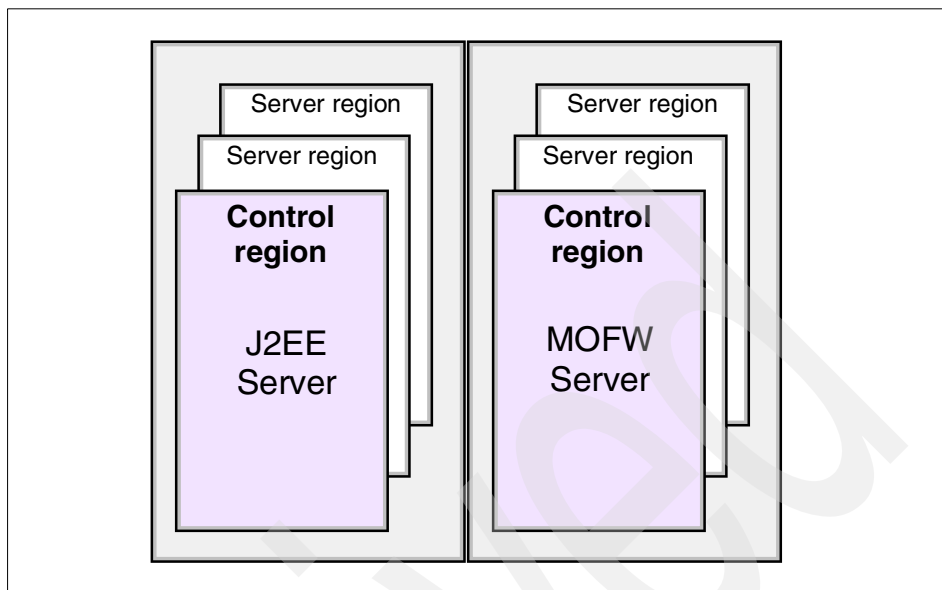 Server region
Server region
Control
region
J2EE
Server
Server region
Server region
Control
region
MOFW
Server